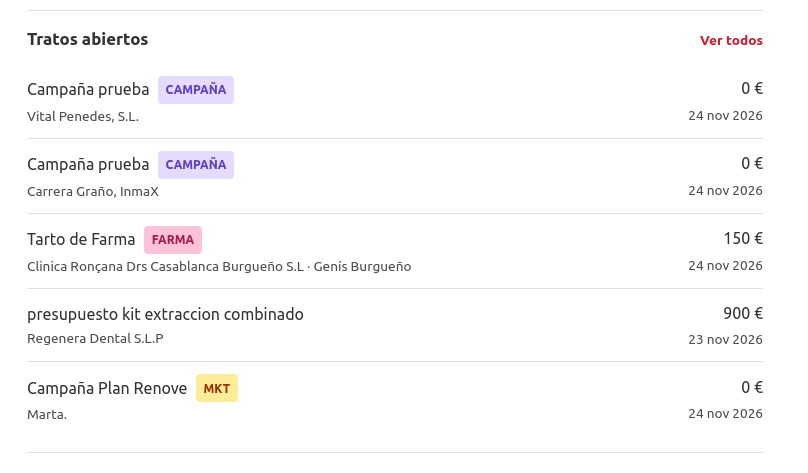 Tratos abiertos Ver todos
Campaña prueba CAMPAÑA 0 €
Vital Penedes, S.L. 24 nov 2026
Campaña prueba CAMPAÑA 0 €
Carrera Graño, InmaX 24 nov 2026
Tarto de Farma FARMA 150 €
Clinica Ronçana Drs Casablanca Burgueño S.L · Genís Burgueño 24 nov 2026
presupuesto kit extraccion combinado 900 €
Regenera Dental S.L.P 23 nov 2026
Campaña Plan Renove MKT 0 €
Marta. 24 nov 2026